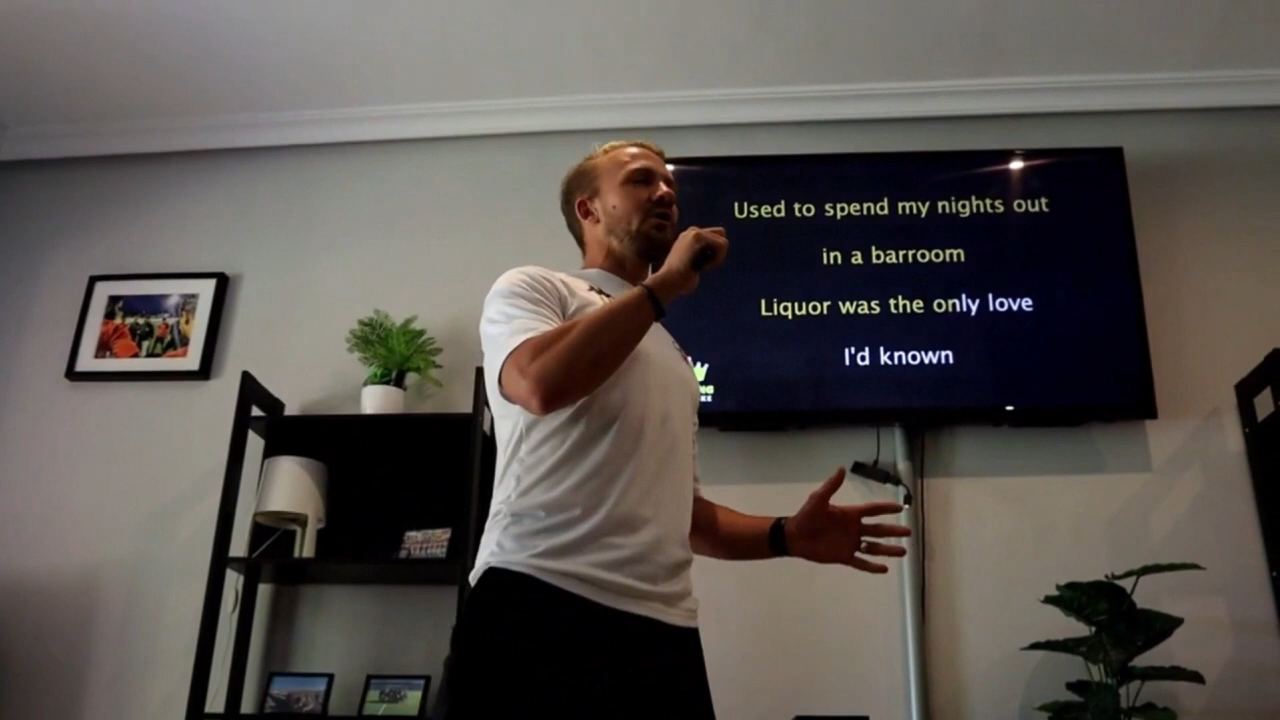 Used to spend my nights out
in a barroom
Liquor was the only love
I'd known